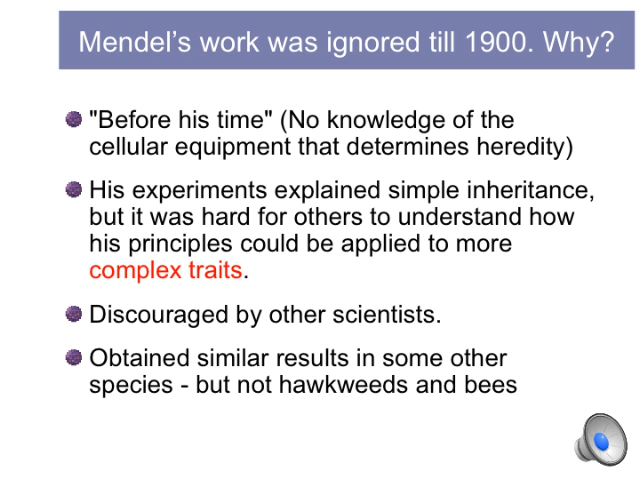 Mendel's work was ignored till 1900. Why?
"Before his time" (No knowledge of the
cellular equipment that determines heredity)
His experiments explained simple inheritance,
but it was hard for others to understand how
his principles could be applied to more
complex traits.
Discouraged by other scientists.
Obtained similar results in some other
species - but not hawkweeds and bees